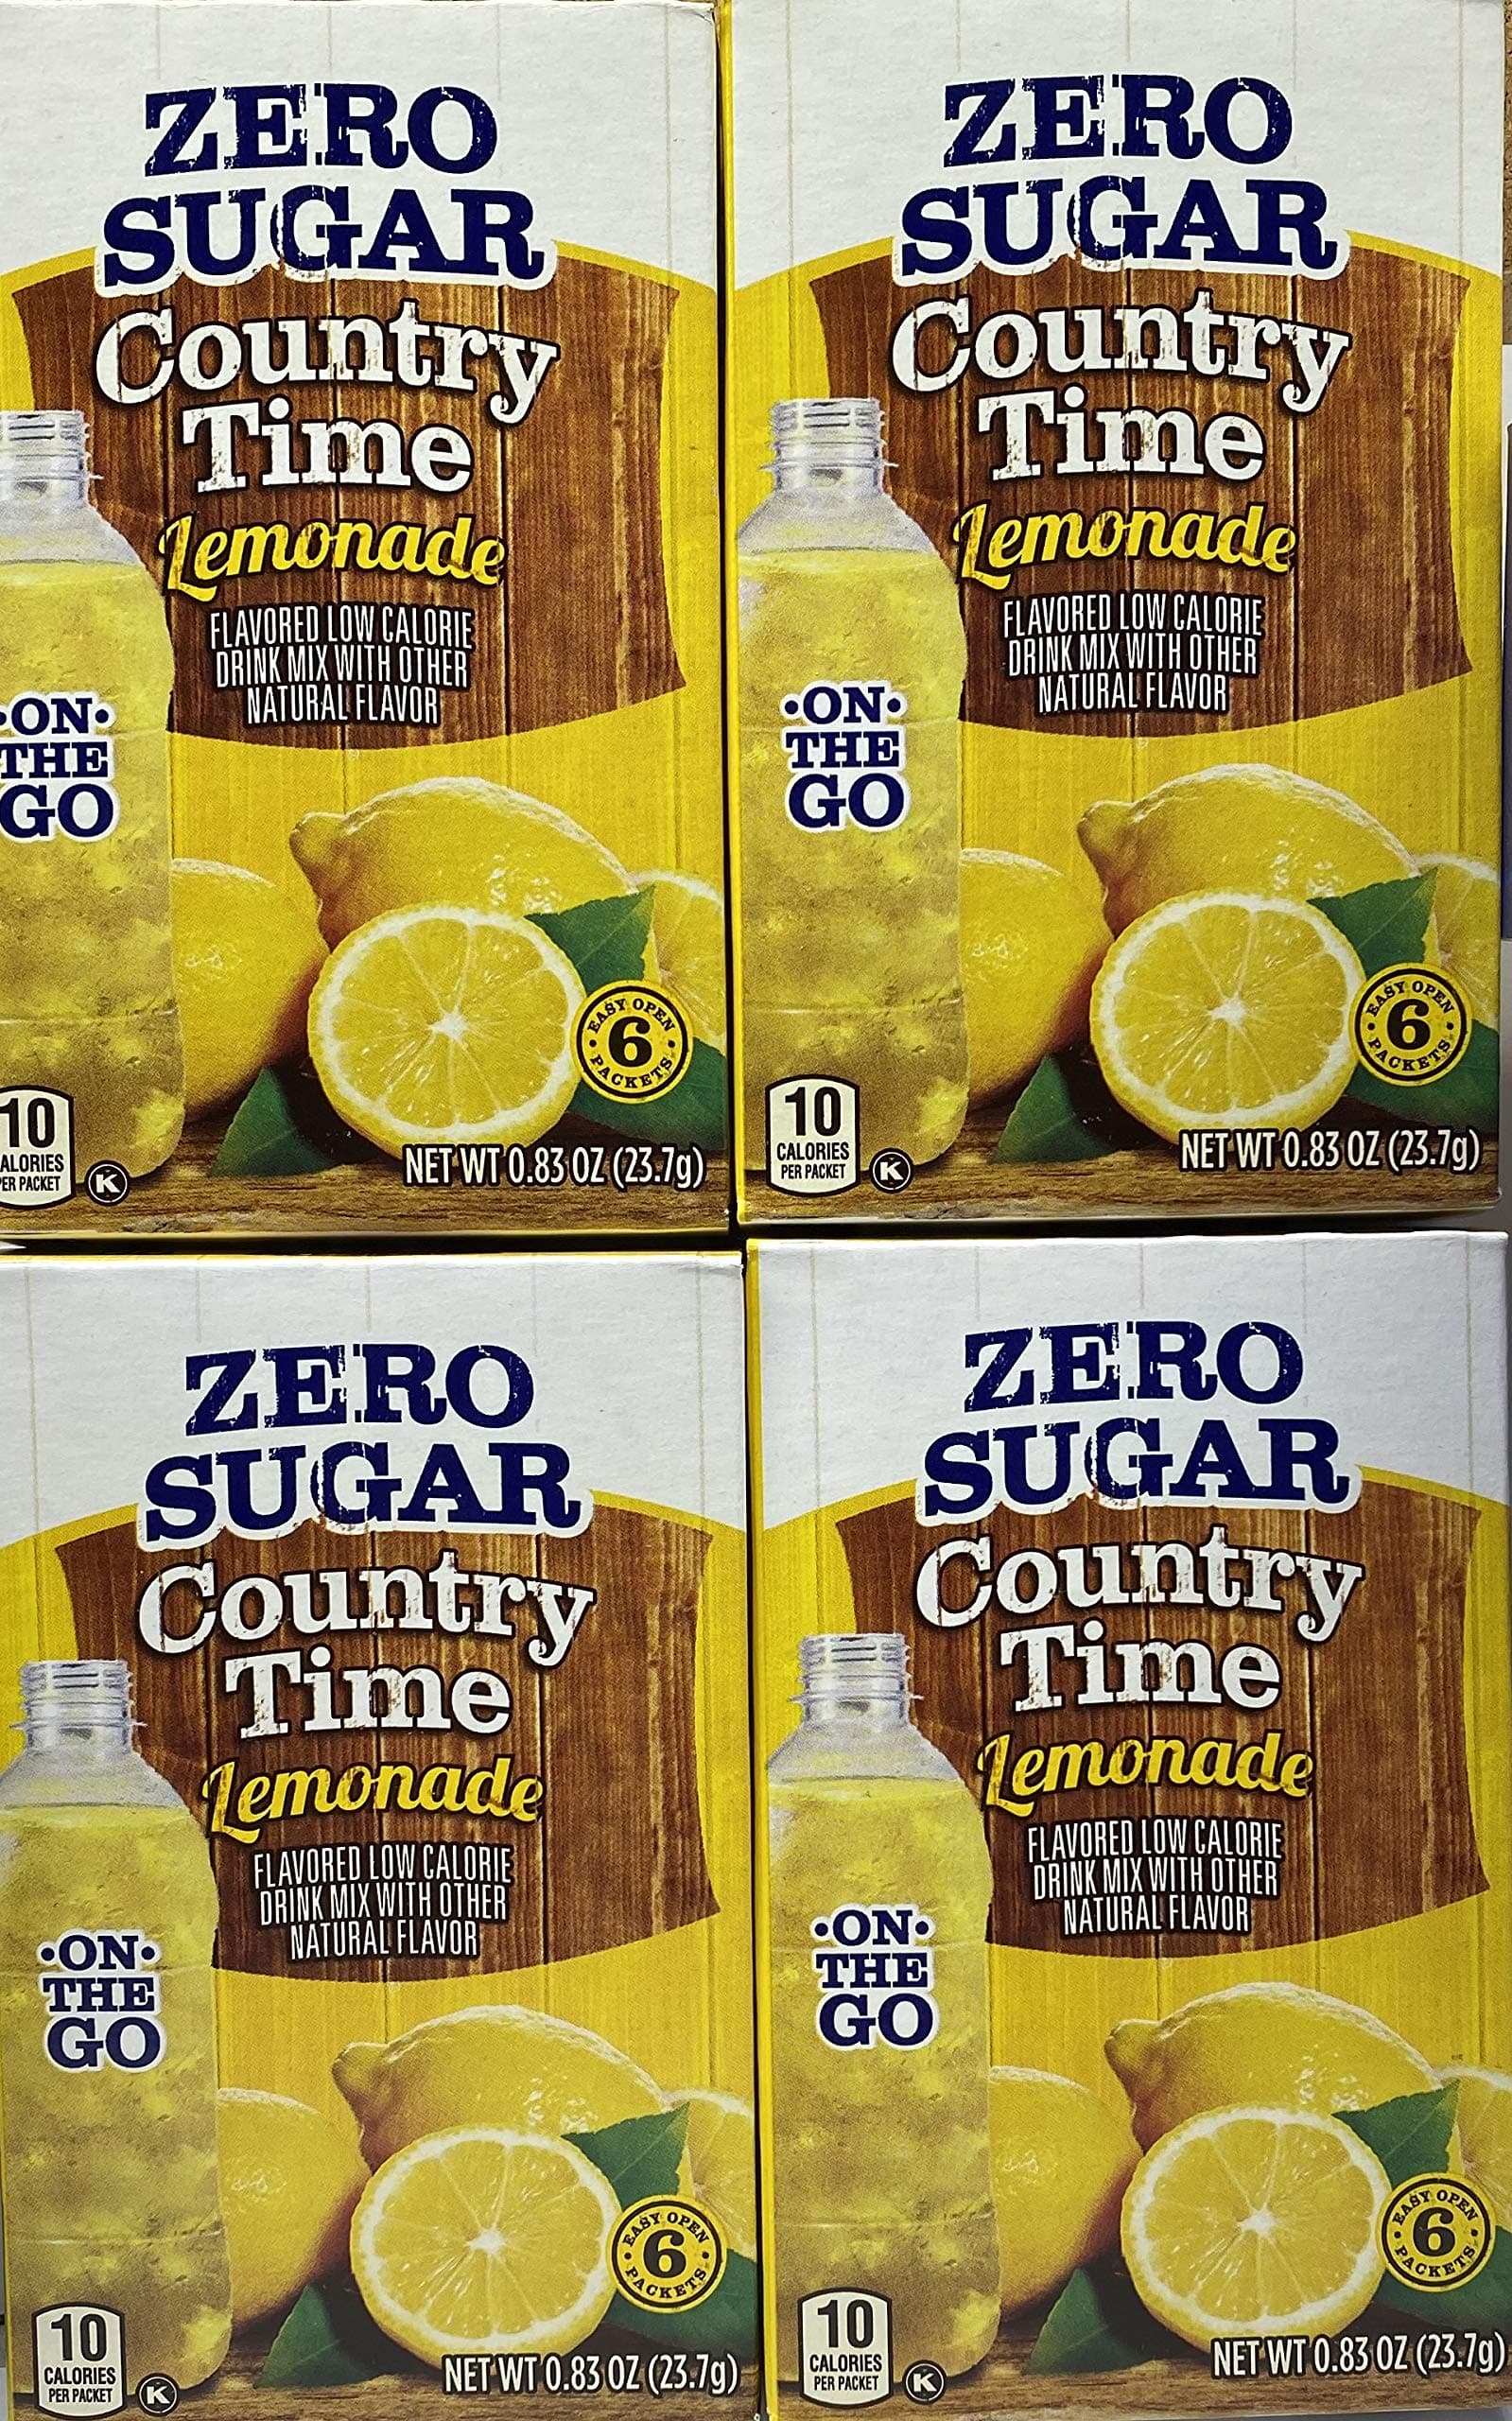 ZERO
SUGAR
Country
Time
Lemonade
FLAVORED LOW CALORIE
DRINK MIX WITH OTHER
NATURAL FLAVOR
•ON•
THE
GO
EASY OPEN
6
PACKETS
10
ALORIES
PER PACKET
K
NET WT 0.83 OZ (23.7g)
ZERO
SUGAR
Country
Time
Lemonade
FLAVORED LOW CALORIE
DRINK MIX WITH OTHER
NATURAL FLAVOR
•ON•
THE
GO
EASY OPEN
6
PACKETS
10
CALORIES
PER PACKET
K
NET WT 0.83 OZ (23.7g)
ZERO
SUGAR
Country
Time
Lemonade
FLAVORED LOW CALORIE
DRINK MIX WITH OTHER
NATURAL FLAVOR
•ON•
THE
GO
EASY OPEN
6
PACKETS
10
CALORIES
PER PACKET
K
NET WT 0.83 OZ (23.7g)
ZERO
SUGAR
Country
Time
Lemonade
FLAVORED LOW CALORIE
DRINK MIX WITH OTHER
NATURAL FLAVOR
•ON•
THE
GO
EASY OPEN
6
PACKETS
10
CALORIES
PER PACKET
K
NET WT 0.83 OZ (23.7g)